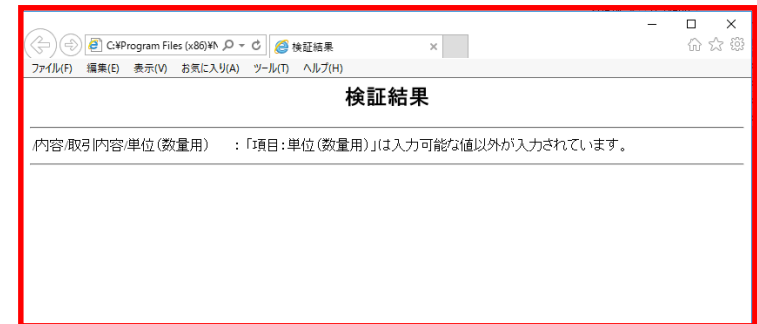 C:¥Program Files (x86)¥N
検証結果
ファイル(F) 編集(E) 表示(V) お気に入り(A) ツール(T) ヘルプ(H)
検証結果
/内容/取引内容/単位(数量用) :「項目:単位(数量用)」は入力可能な値以外が入力されています。